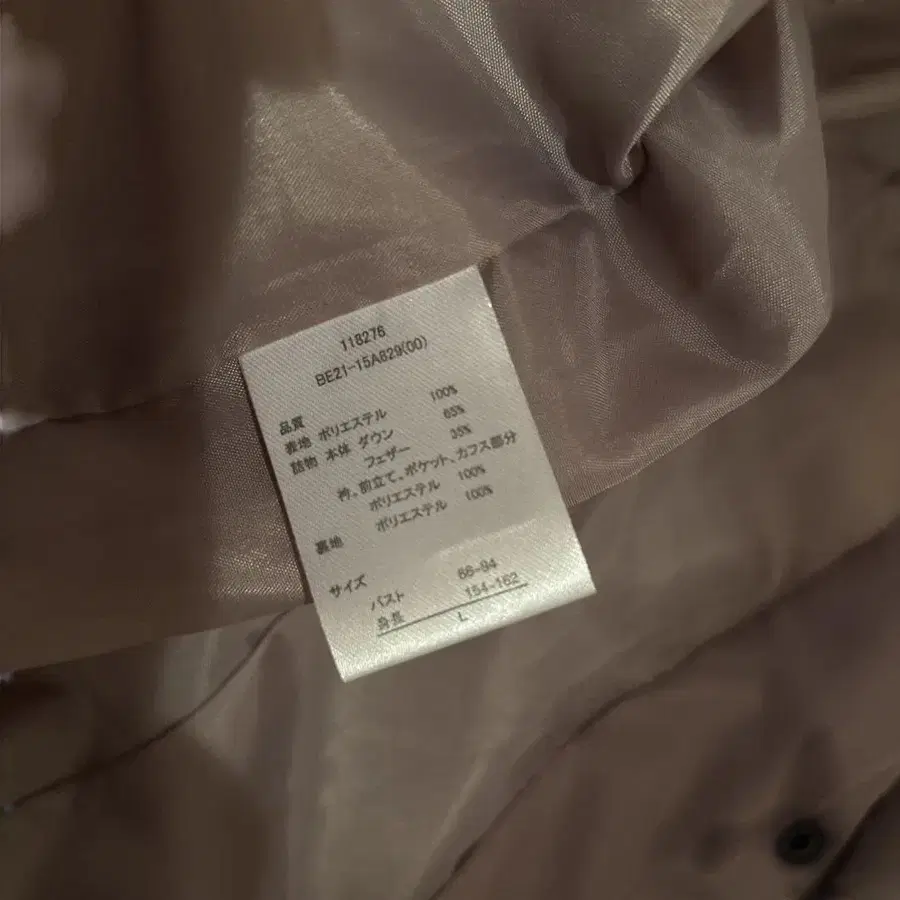 118276
BE21-15A829(00)
品質
表地 ポリエステル 100%
詰物 本体 ダウン 65%
フェザー 35%
衿、前立て、ポケット、カフス部分
ポリエステル 100%
裏地 ポリエステル 100%
サイズ
バスト 86-94
身長 154-162
L